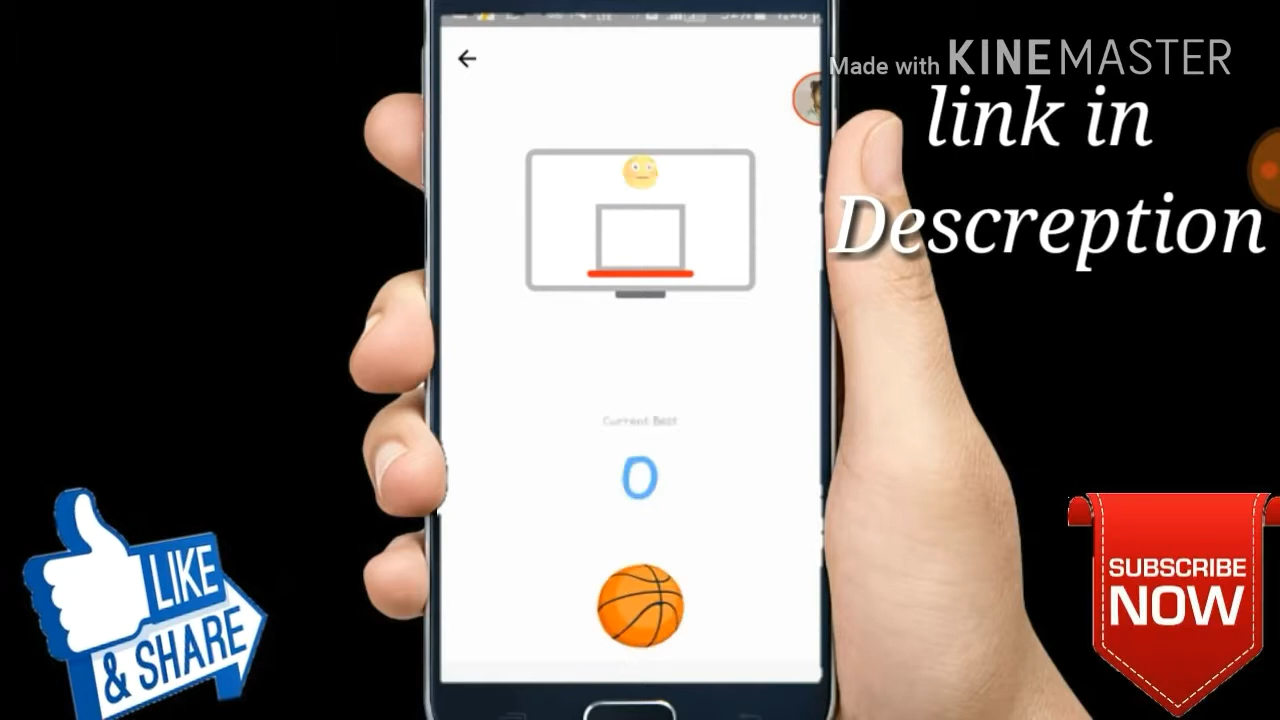 Made with KINEMASTER
link in
Descreption
Current Best
0
LIKE
& SHARE
SUBSCRIBE
NOW